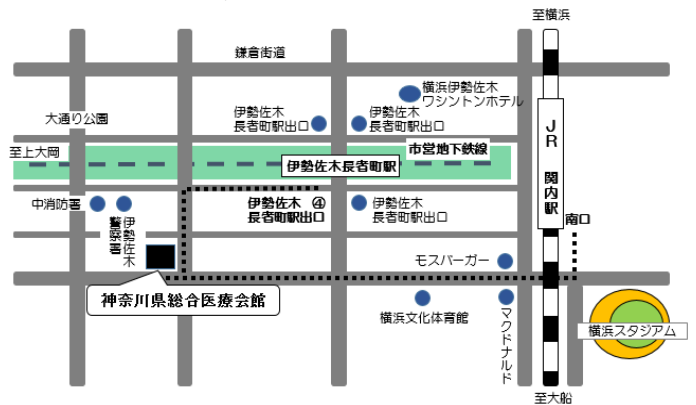 至横浜
鎌倉街道
横浜伊勢佐木
ワシントンホテル
大通り公園
伊勢佐木
長者町駅出口
伊勢佐木
長者町駅出口
JR 関内駅
至上大岡
市営地下鉄線
伊勢佐木長者町駅
中消防署
伊勢佐木
警察署
伊勢佐木 ④
長者町駅出口
伊勢佐木
長者町駅出口
南口
モスバーガー
神奈川県総合医療会館
横浜文化体育館
マクドナルド
横浜スタジアム
至大船